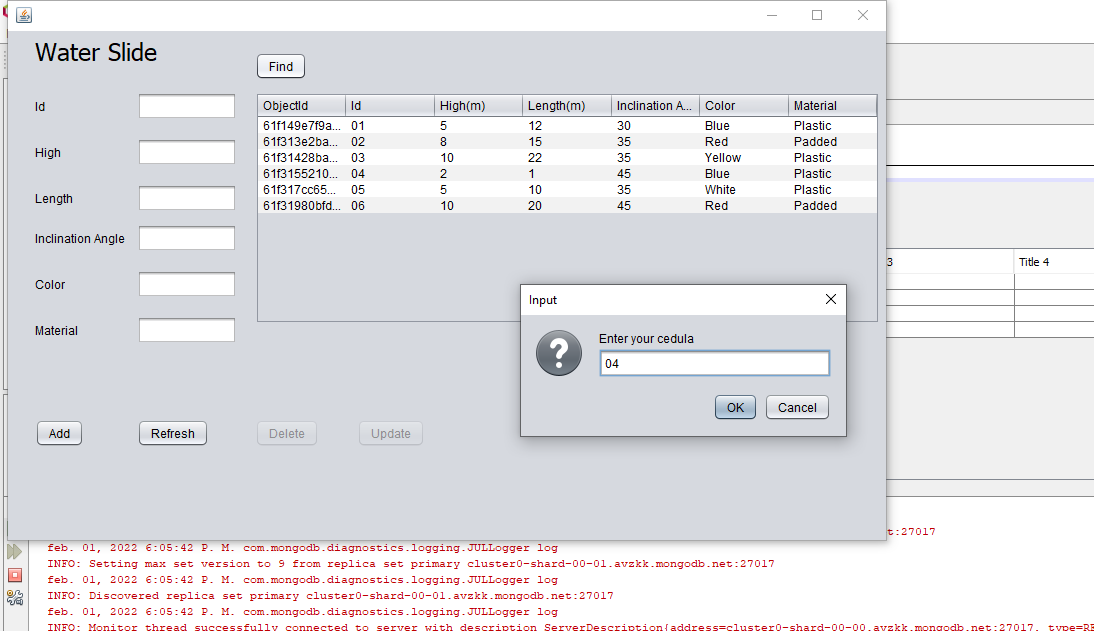 Water Slide
Find
Id
High
Length
Inclination Angle
Color
Material
ObjectId Id High(m) Length(m) Inclination A... Color Material
61f149e7f9a... 01 5 12 30 Blue Plastic
61f313e2ba... 02 8 15 35 Red Padded
61f31428ba... 03 10 22 35 Yellow Plastic
61f3155210... 04 2 1 45 Blue Plastic
61f317cc65... 05 5 10 35 White Plastic
61f31980bfd... 06 10 20 45 Red Padded
3 Title 4
Input
Enter your cedula
04
OK Cancel
Add Refresh Delete Update
t:27017
feb. 01, 2022 6:05:42 P. M. com.mongodb.diagnostics.logging.JULLogger log
INFO: Setting max set version to 9 from replica set primary cluster0-shard-00-01.avzkk.mongodb.net:27017
feb. 01, 2022 6:05:42 P. M. com.mongodb.diagnostics.logging.JULLogger log
INFO: Discovered replica set primary cluster0-shard-00-01.avzkk.mongodb.net:27017
feb. 01, 2022 6:05:42 P. M. com.mongodb.diagnostics.logging.JULLogger log
INFO: Monitor thread successfully connected to server with description ServerDescription{address=cluster0-shard-00-00.avzkk.mongodb.net:27017, type=RE